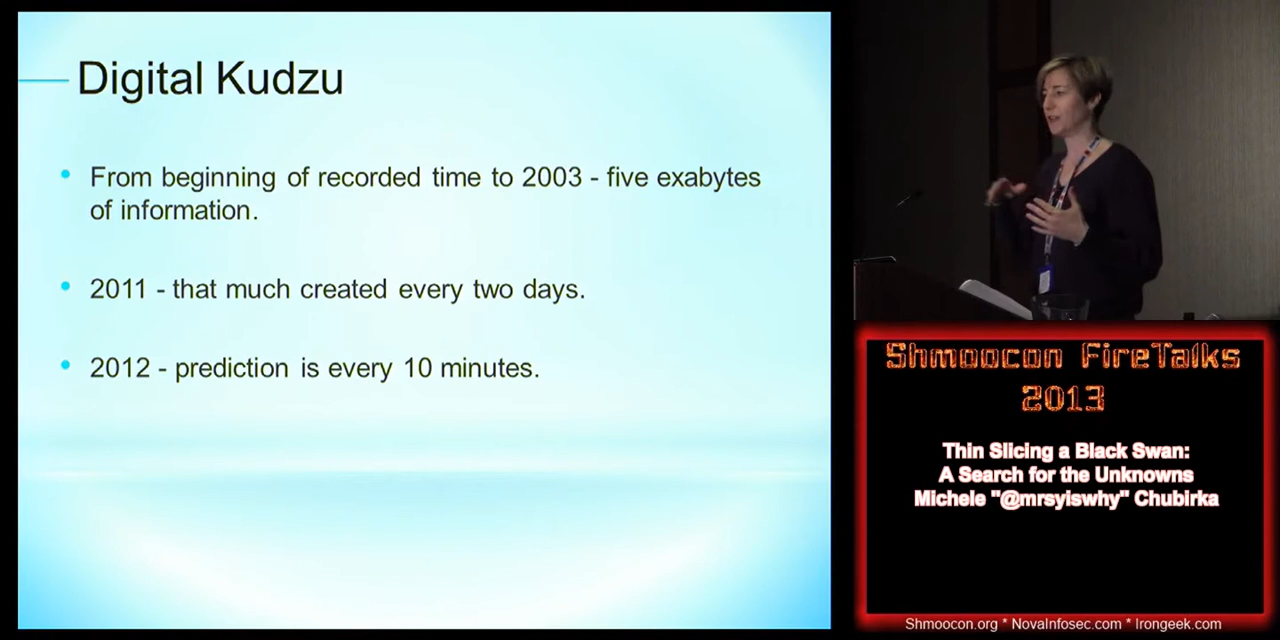 Digital Kudzu
From beginning of recorded time to 2003 - five exabytes
of information.
2011 - that much created every two days.
2012 - prediction is every 10 minutes.
Shmoocon FireTalks
2013
Thin Slicing a Black Swan:
A Search for the Unknowns
Michele "@mrsyiswhy" Chubirka
Shmoocon.org * NovaInfosec.com * Irongeek.com